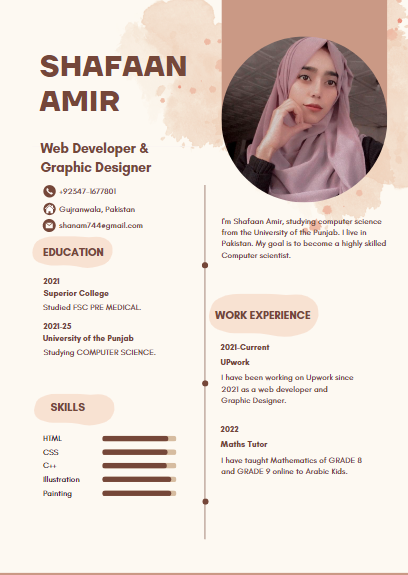 SHAFAAN
AMIR
Web Developer &
Graphic Designer
+92347-1677801
Gujranwala, Pakistan
shanam744@gmail.com
I'm Shafaan Amir, studying computer science
from the University of the Punjab. I live in
Pakistan. My goal is to become a highly skilled
Computer scientist.
EDUCATION
2021
Superior College
Studied FSC PRE MEDICAL.
2021-25
University of the Punjab
Studying COMPUTER SCIENCE.
SKILLS
HTML
CSS
C++
Illustration
Painting
WORK EXPERIENCE
2021-Current
UPwork
I have been working on Upwork since
2021 as a web developer and
Graphic Designer.
2022
Maths Tutor
I have taught Mathematics of GRADE 8
and GRADE 9 online to Arabic Kids.